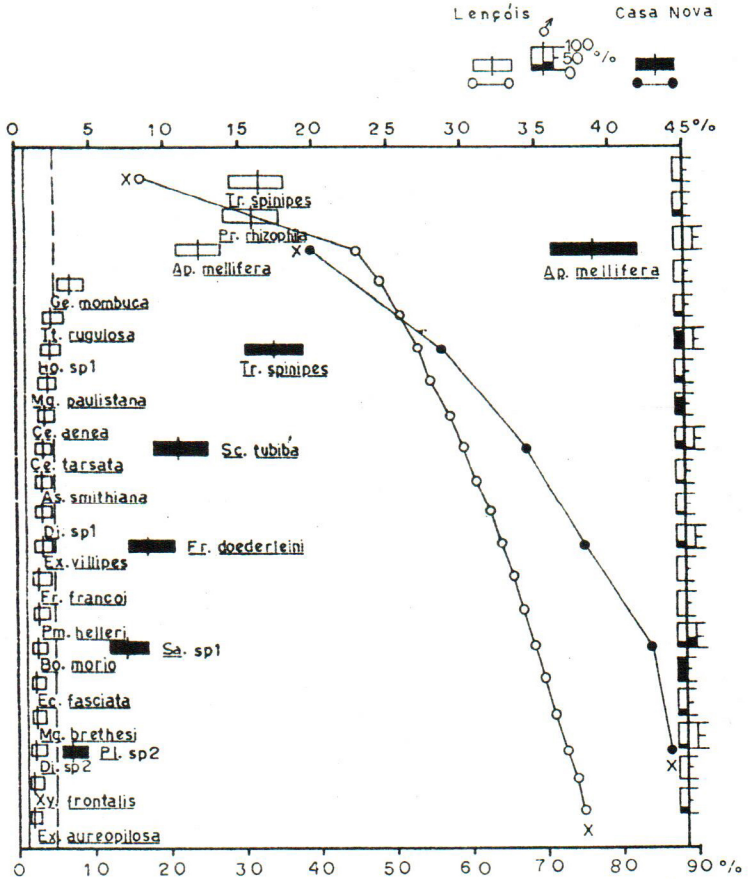 Lençóis ♂ Casa Nova
100
50 %
0 5 10 15 20 25 30 35 40 45 %
X
Tr. spinipes
Pr. rhizophila
X
Ap. mellifera Ap. mellifera
Ge. mombuca
Tt. rugulosa
Ho. sp1 Tr. spinipes
Mg. paulistana
Ce. aenea
Sc. tubiba
Ce. tarsata
As. smithiana
Di. sp1
Fr. doederleini
Ex. villipes
Fr. francoi
Pm. helleri
Sa. sp1
Bo. morio
Ec. fasciata
Mg. brethesi
Pl. sp2
Di. sp2 X
Xy. frontalis
X
Ex. aureopilosa
0 10 20 30 40 50 60 70 80 90 %